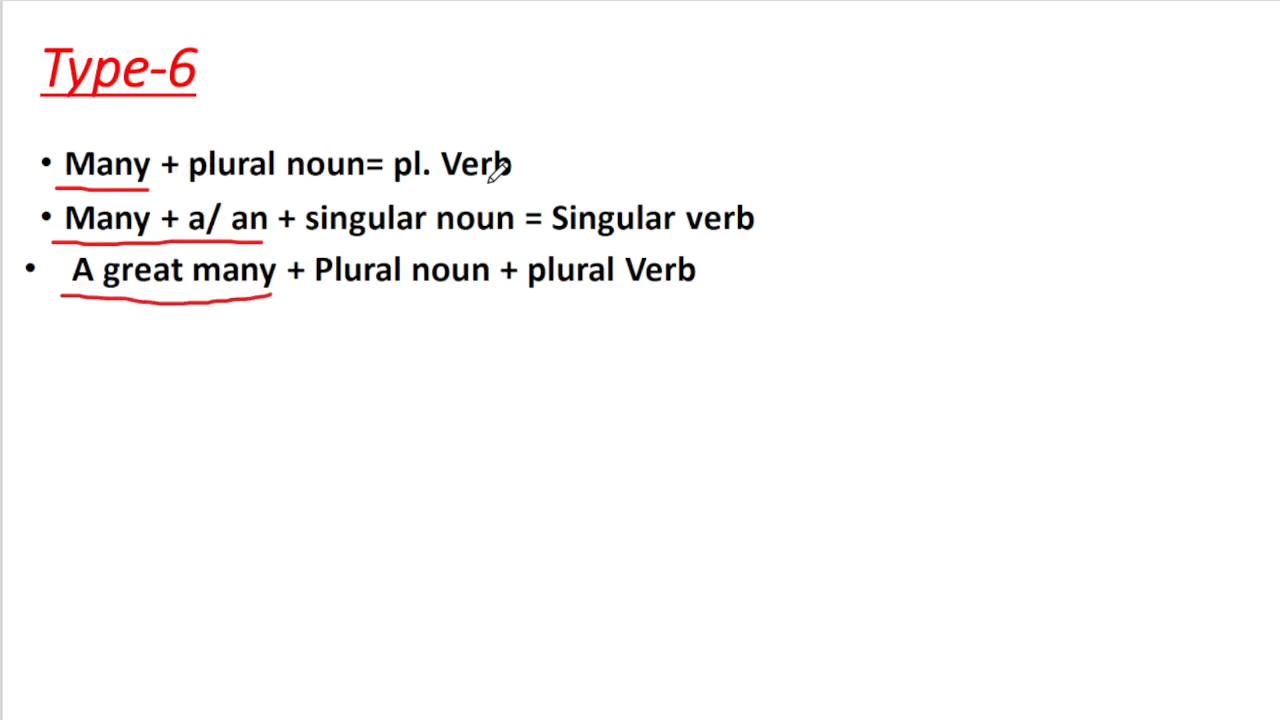 Type-6
• Many + plural noun= pl. Verb
• Many + a/ an + singular noun = Singular verb
• A great many + Plural noun + plural Verb